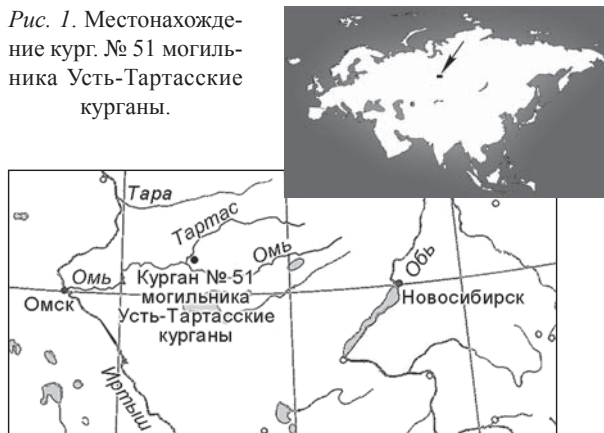 Рис. 1. Местонахожде-
ние кург. № 51 могиль-
ника Усть-Тартасские
курганы.
Тара
Тартас
Омь
Обь
Омь
Курган №-51
могильника
Усть-Тартасские
курганы
Омск
Новосибирск
Иртыш